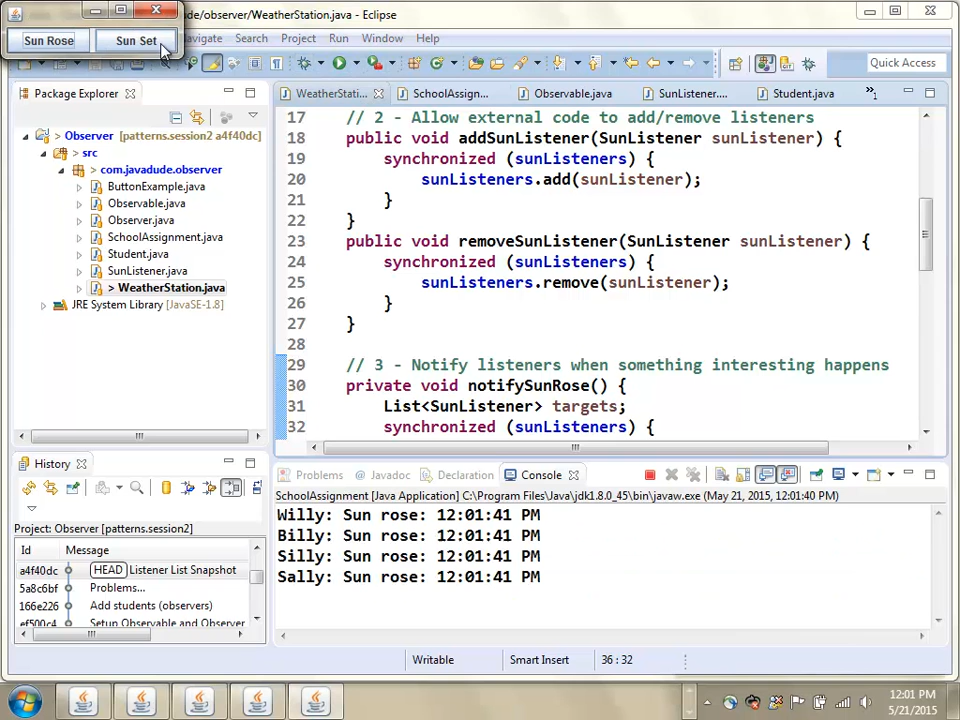 dude/observer/WeatherStation.java - Eclipse
Sun Rose
Sun Set
Navigate Search Project Run Window Help
Quick Access
Package Explorer
Observer [patterns.session2 a4f40dc]
> src
> com.javadude.observer
ButtonExample.java
Observable.java
Observer.java
SchoolAssignment.java
Student.java
SunListener.java
> WeatherStation.java
JRE System Library [JavaSE-1.8]
WeatherStati...
SchoolAssign...
Observable.java
SunListener....
Student.java
»1
17 // 2 - Allow external code to add/remove listeners
18 public void addSunListener(SunListener sunListener) {
19 synchronized (sunListeners) {
20 sunListeners.add(sunListener);
21 }
22 }
23 public void removeSunListener(SunListener sunListener) {
24 synchronized (sunListeners) {
25 sunListeners.remove(sunListener);
26 }
27 }
28
29 // 3 - Notify listeners when something interesting happens
30 private void notifySunRose() {
31 List<SunListener> targets;
32 synchronized (sunListeners) {
History
Project: Observer [patterns.session2]
Id Message
a4f40dc HEAD Listener List Snapshot
5a8c6bf Problems...
166e226 Add students (observers)
ef500c4 Setup Observable and Observer
Problems @ Javadoc Declaration Console
SchoolAssignment [Java Application] C:\Program Files\Java\jdk1.8.0_45\bin\javaw.exe (May 21, 2015, 12:01:40 PM)
Willy: Sun rose: 12:01:41 PM
Billy: Sun rose: 12:01:41 PM
Silly: Sun rose: 12:01:41 PM
Sally: Sun rose: 12:01:41 PM
Writable Smart Insert 36 : 32
12:01 PM
5/21/2015